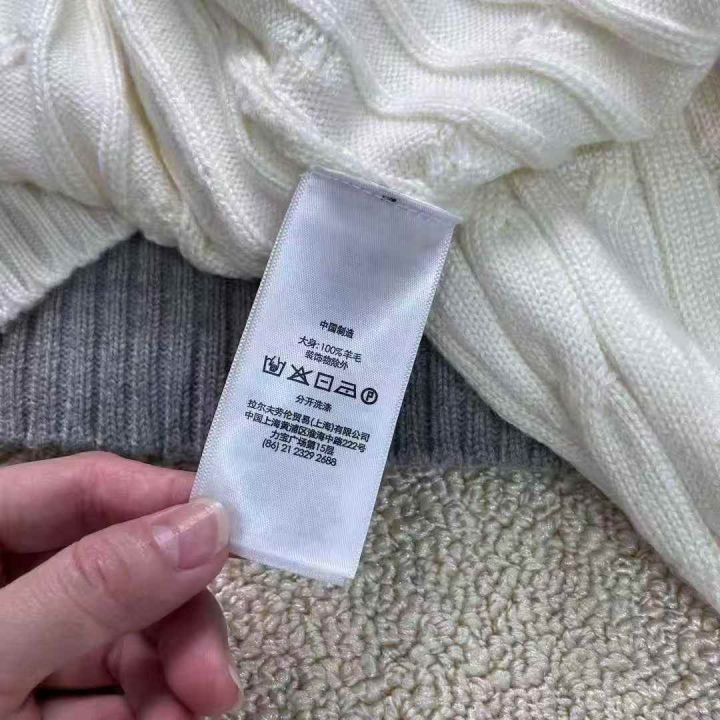 中国制造
大身:100%羊毛
装饰物除外
P
分开洗涤
拉尔夫劳伦贸易(上海)有限公司
中国上海黄浦区淮海中路222号
力宝广场第15层
(86) 21 2329 2688